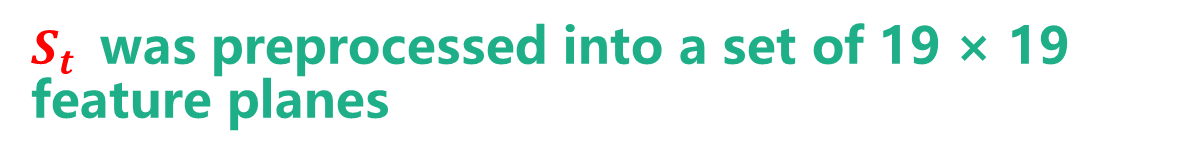 S_t was preprocessed into a set of 19 × 19
feature planes